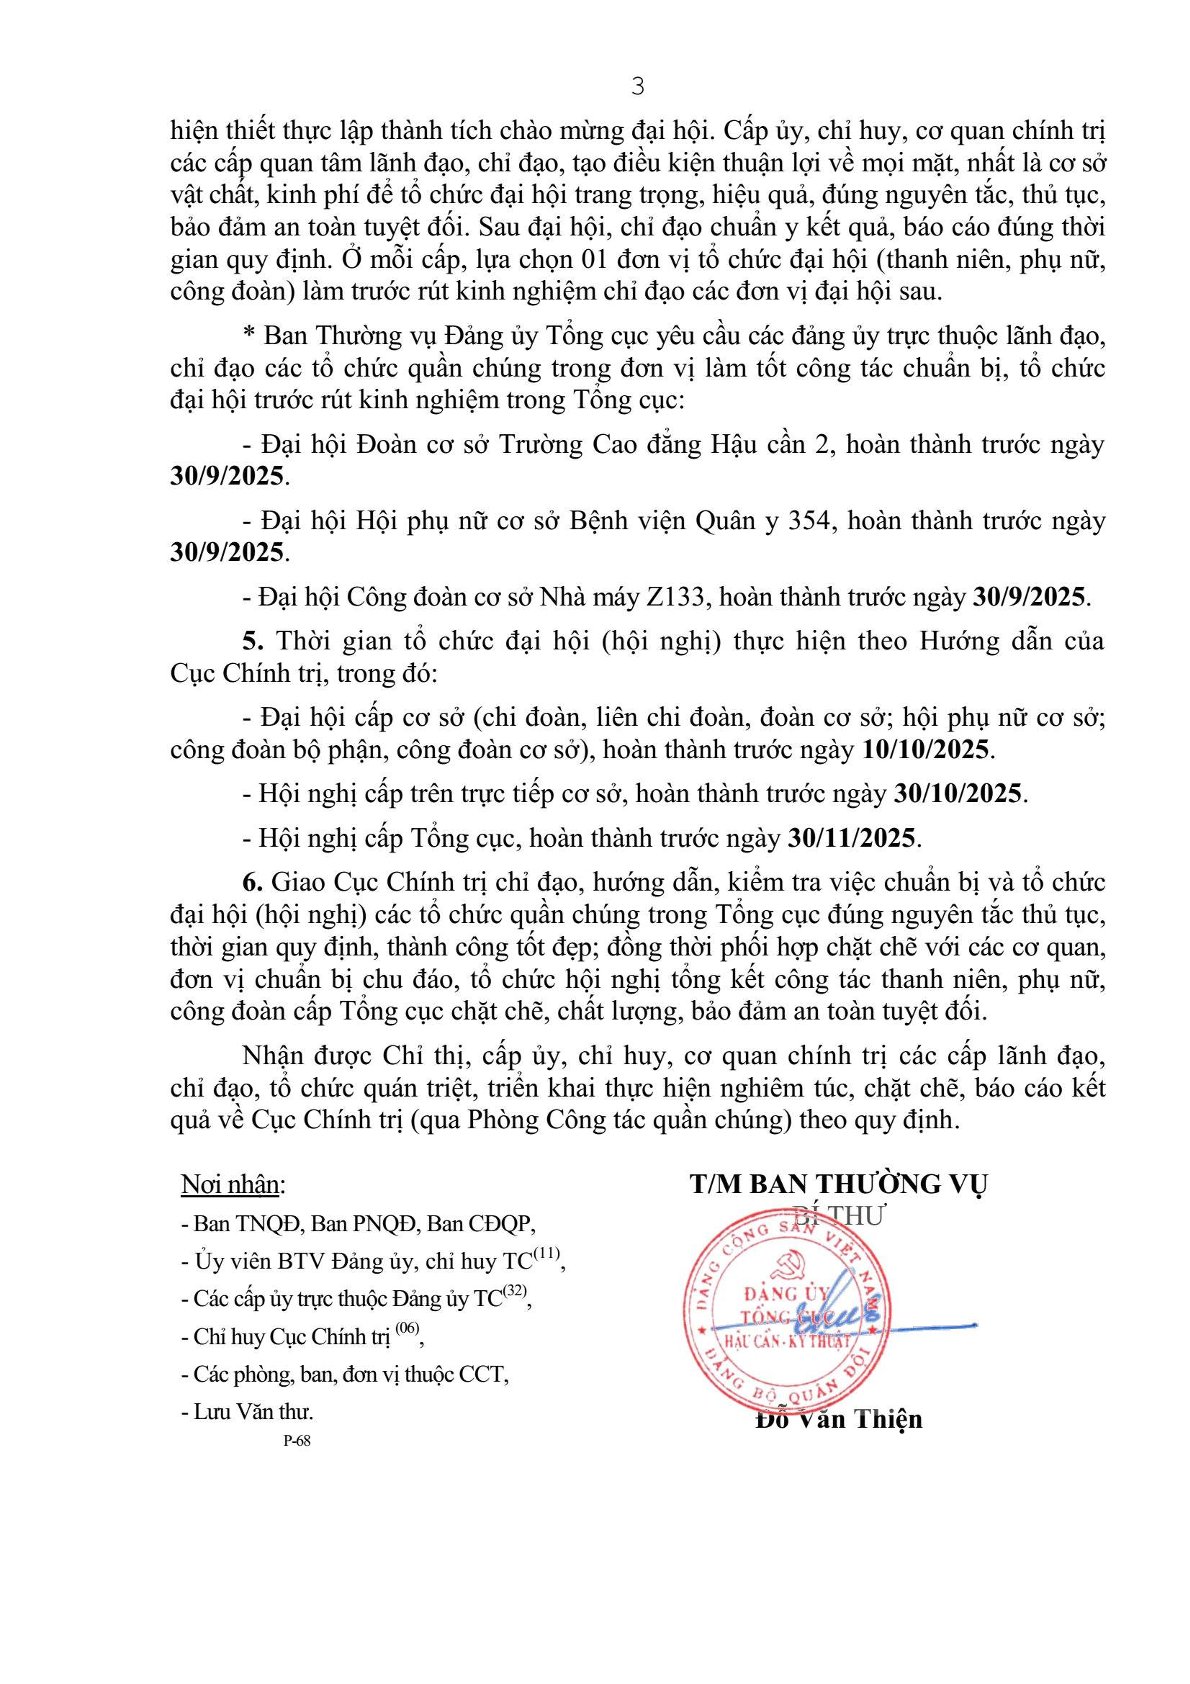 3
hiện thiết thực lập thành tích chào mừng đại hội. Cấp ủy, chỉ huy, cơ quan chính trị
các cấp quan tâm lãnh đạo, chỉ đạo, tạo điều kiện thuận lợi về mọi mặt, nhất là cơ sở
vật chất, kinh phí để tổ chức đại hội trang trọng, hiệu quả, đúng nguyên tắc, thủ tục,
bảo đảm an toàn tuyệt đối. Sau đại hội, chỉ đạo chuẩn y kết quả, báo cáo đúng thời
gian quy định. Ở mỗi cấp, lựa chọn 01 đơn vị tổ chức đại hội (thanh niên, phụ nữ,
công đoàn) làm trước rút kinh nghiệm chỉ đạo các đơn vị đại hội sau.
* Ban Thường vụ Đảng ủy Tổng cục yêu cầu các đảng ủy trực thuộc lãnh đạo,
chỉ đạo các tổ chức quần chúng trong đơn vị làm tốt công tác chuẩn bị, tổ chức
đại hội trước rút kinh nghiệm trong Tổng cục:
- Đại hội Đoàn cơ sở Trường Cao đẳng Hậu cần 2, hoàn thành trước ngày
30/9/2025.
- Đại hội Hội phụ nữ cơ sở Bệnh viện Quân y 354, hoàn thành trước ngày
30/9/2025.
- Đại hội Công đoàn cơ sở Nhà máy Z133, hoàn thành trước ngày 30/9/2025.
5. Thời gian tổ chức đại hội (hội nghị) thực hiện theo Hướng dẫn của
Cục Chính trị, trong đó:
- Đại hội cấp cơ sở (chi đoàn, liên chi đoàn, đoàn cơ sở; hội phụ nữ cơ sở;
công đoàn bộ phận, công đoàn cơ sở), hoàn thành trước ngày 10/10/2025.
- Hội nghị cấp trên trực tiếp cơ sở, hoàn thành trước ngày 30/10/2025.
- Hội nghị cấp Tổng cục, hoàn thành trước ngày 30/11/2025.
6. Giao Cục Chính trị chỉ đạo, hướng dẫn, kiểm tra việc chuẩn bị và tổ chức
đại hội (hội nghị) các tổ chức quần chúng trong Tổng cục đúng nguyên tắc thủ tục,
thời gian quy định, thành công tốt đẹp; đồng thời phối hợp chặt chẽ với các cơ quan,
đơn vị chuẩn bị chu đáo, tổ chức hội nghị tổng kết công tác thanh niên, phụ nữ,
công đoàn cấp Tổng cục chặt chẽ, chất lượng, bảo đảm an toàn tuyệt đối.
Nhận được Chỉ thị, cấp ủy, chỉ huy, cơ quan chính trị các cấp lãnh đạo,
chỉ đạo, tổ chức quán triệt, triển khai thực hiện nghiêm túc, chặt chẽ, báo cáo kết
quả về Cục Chính trị (qua Phòng Công tác quần chúng) theo quy định.
Nơi nhận:
- Ban TNQĐ, Ban PNQĐ, Ban CĐQP,
- Ủy viên BTV Đảng ủy, chỉ huy TC(11),
- Các cấp ủy trực thuộc Đảng ủy TC(32),
- Chỉ huy Cục Chính trị (06),
- Các phòng, ban, đơn vị thuộc CCT,
- Lưu Văn thư.
P-68
T/M BAN THƯỜNG VỤ
BÍ THƯ
ĐẢNG CỘNG SẢN VIỆT NAM
ĐẢNG ỦY
TỔNG CỤC
HẬU CẦN - KỸ THUẬT
ĐẢNG BỘ QUÂN ĐỘI
Đỗ Văn Thiện